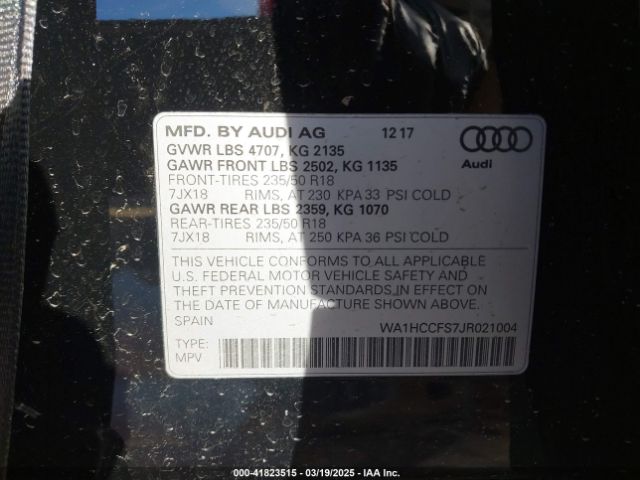 MFD. BY AUDI AG 12 17
GVWR LBS 4707, KG 2135
GAWR FRONT LBS 2502, KG 1135
Audi
FRONT-TIRES 235/50 R18
7JX18 RIMS, AT 230 KPA 33 PSI COLD
GAWR REAR LBS 2359, KG 1070
REAR-TIRES 235/50 R18
7JX18 RIMS, AT 250 KPA 36 PSI COLD
THIS VEHICLE CONFORMS TO ALL APPLICABLE
U.S. FEDERAL MOTOR VEHICLE SAFETY AND
THEFT PREVENTION STANDARDS IN EFFECT ON
THE DATE OF MANUFACTURE SHOWN ABOVE.
SPAIN WA1HCCFS7JR021004
TYPE:
MPV
000-41823515 — 03/19/2025 — IAA Inc.